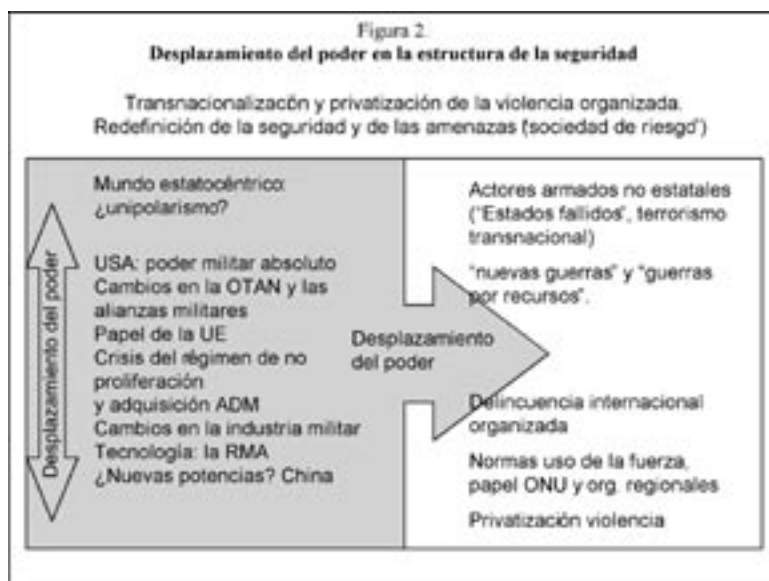 Figura 2.
Desplazamiento del poder en la estructura de la seguridad
Transnacionalizacón y privatización de la violencia organizada.
Redefinición de la seguridad y de las amenazas ('sociedad de riesgo')
Mundo estatocéntrico:
¿unipolarismo?
USA: poder militar absoluto
Cambios en la OTAN y las
alianzas militares
Papel de la UE
Crisis del régimen de no
proliferación
y adquisición ADM
Cambios en la industria militar
Tecnología: la RMA
¿Nuevas potencias? China
Desplazamiento del poder
Desplazamiento
del poder
Actores armados no estatales
("Estados fallidos", terrorismo
transnacional)
"nuevas guerras" y "guerras
por recursos".
Delincuencia internacional
organizada
Normas uso de la fuerza,
papel ONU y org. regionales
Privatización violencia